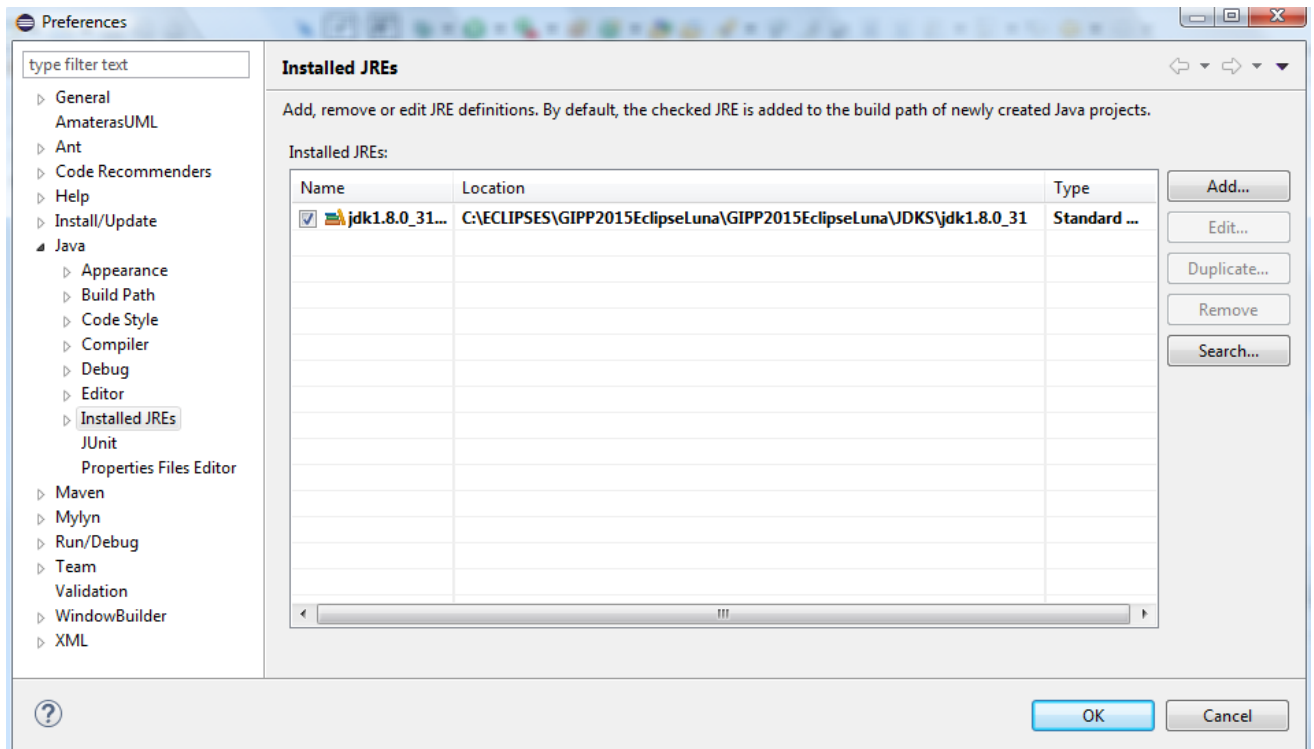 Preferences
type filter text
General
AmaterasUML
Ant
Code Recommenders
Help
Install/Update
Java
Appearance
Build Path
Code Style
Compiler
Debug
Editor
Installed JREs
JUnit
Properties Files Editor
Maven
Mylyn
Run/Debug
Team
Validation
WindowBuilder
XML
Installed JREs
Add, remove or edit JRE definitions. By default, the checked JRE is added to the build path of newly created Java projects.
Installed JREs:
Name Location Type
jdk1.8.0_31... C:\ECLIPSES\GIPP2015EclipseLuna\GIPP2015EclipseLuna\JDKS\jdk1.8.0_31 Standard ...
Add...
Edit...
Duplicate...
Remove
Search...
OK Cancel